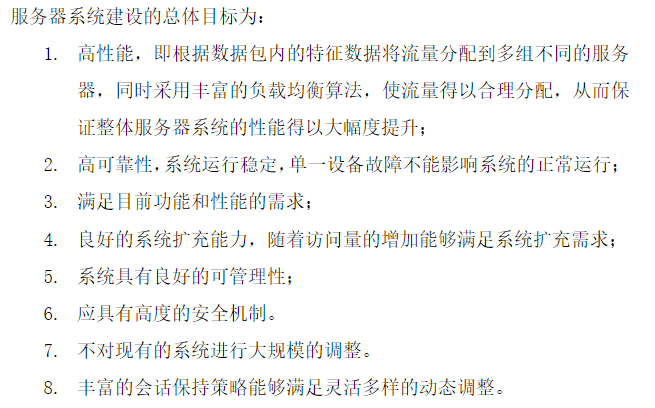 服务器系统建设的总体目标为：
1. 高性能，即根据数据包内的特征数据将流量分配到多组不同的服务
器，同时采用丰富的负载均衡算法，使流量得以合理分配，从而保
证整体服务器系统的性能得以大幅度提升；
2. 高可靠性，系统运行稳定，单一设备故障不能影响系统的正常运行；
3. 满足目前功能和性能的需求；
4. 良好的系统扩充能力，随着访问量的增加能够满足系统扩充需求；
5. 系统具有良好的可管理性；
6. 应具有高度的安全机制。
7. 不对现有的系统进行大规模的调整。
8. 丰富的会话保持策略能够满足灵活多样的动态调整。